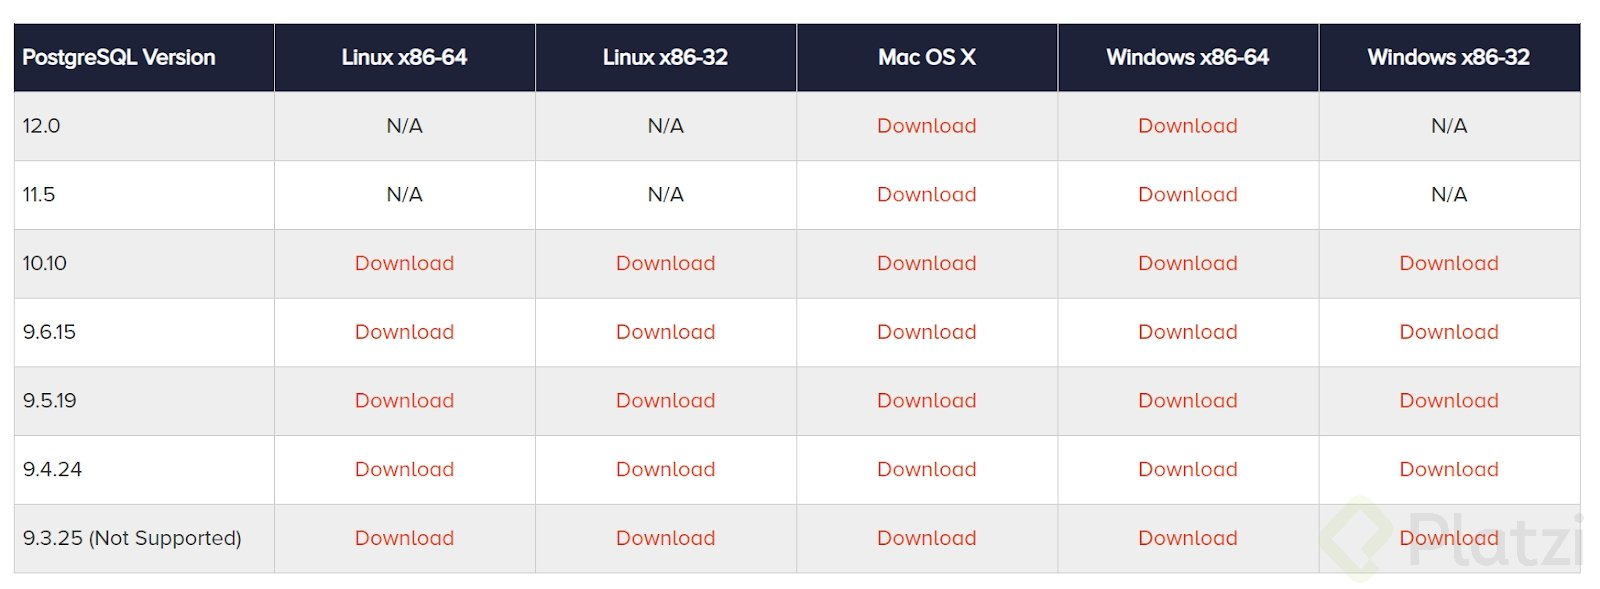 PostgreSQL Version Linux x86-64 Linux x86-32 Mac OS X Windows x86-64 Windows x86-32
12.0 N/A N/A Download Download N/A
11.5 N/A N/A Download Download N/A
10.10 Download Download Download Download Download
9.6.15 Download Download Download Download Download
9.5.19 Download Download Download Download Download
9.4.24 Download Download Download Download Download
9.3.25 (Not Supported) Download Download Download Download Download
Platzi